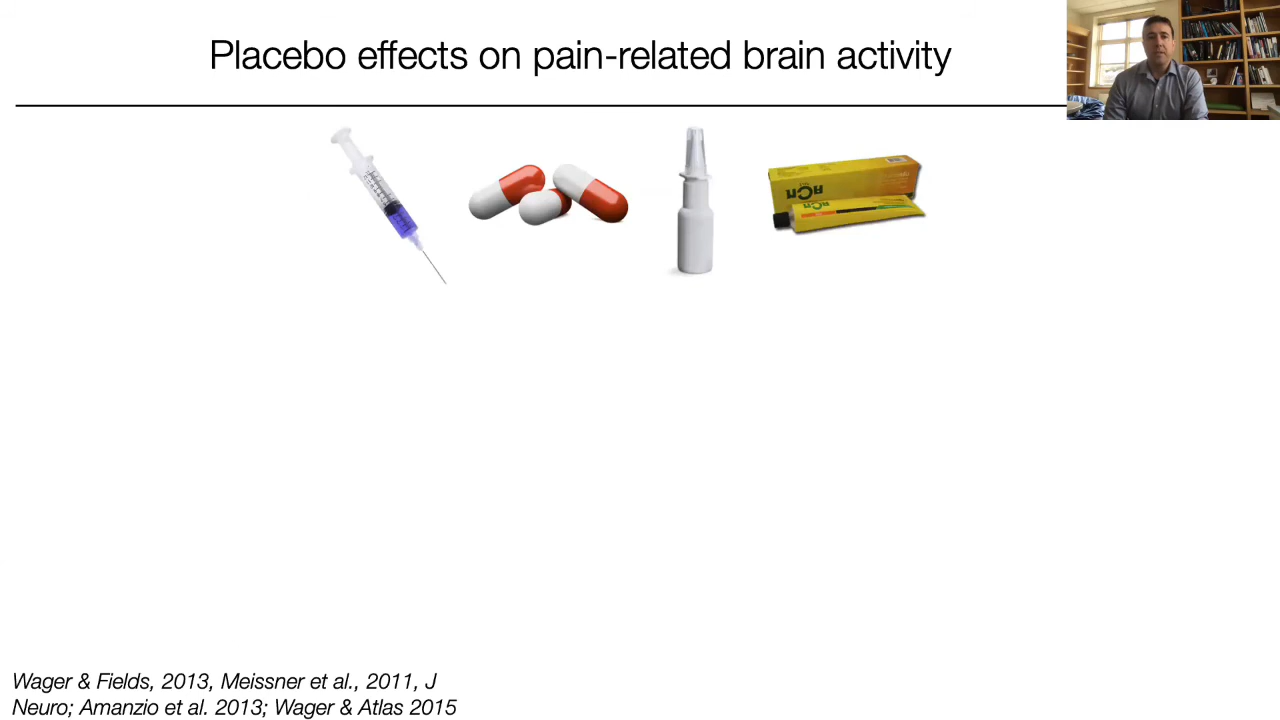 Placebo effects on pain-related brain activity
Wager & Fields, 2013, Meissner et al., 2011, J
Neuro; Amanzio et al. 2013; Wager & Atlas 2015